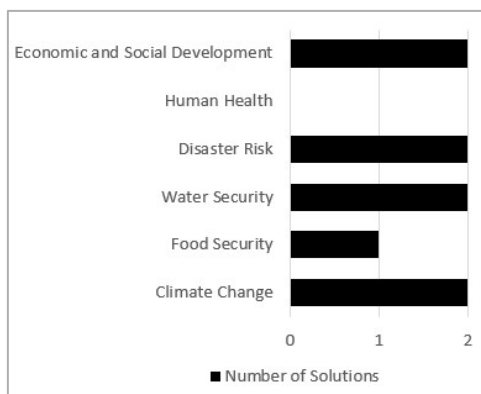 Economic and Social Development
Human Health
Disaster Risk
Water Security
Food Security
Climate Change
0 1 2
Number of Solutions